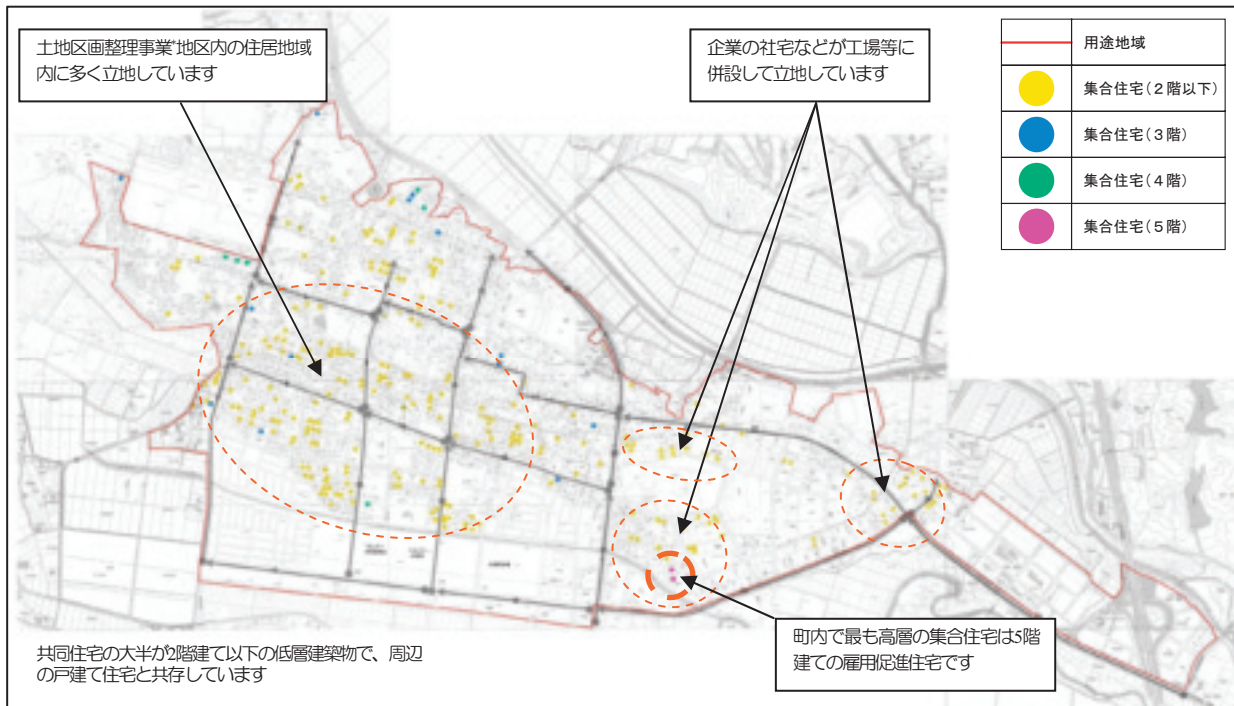 土地区画整理事業*地区内の住居地域
内に多く立地しています
企業の社宅などが工場等に
併設して立地しています
用途地域
集合住宅(2階以下)
集合住宅(3階)
集合住宅(4階)
集合住宅(5階)
町内で最も高層の集合住宅は5階
建ての雇用促進住宅です
共同住宅の大半が2階建て以下の低層建築物で、周辺
の戸建て住宅と共存しています